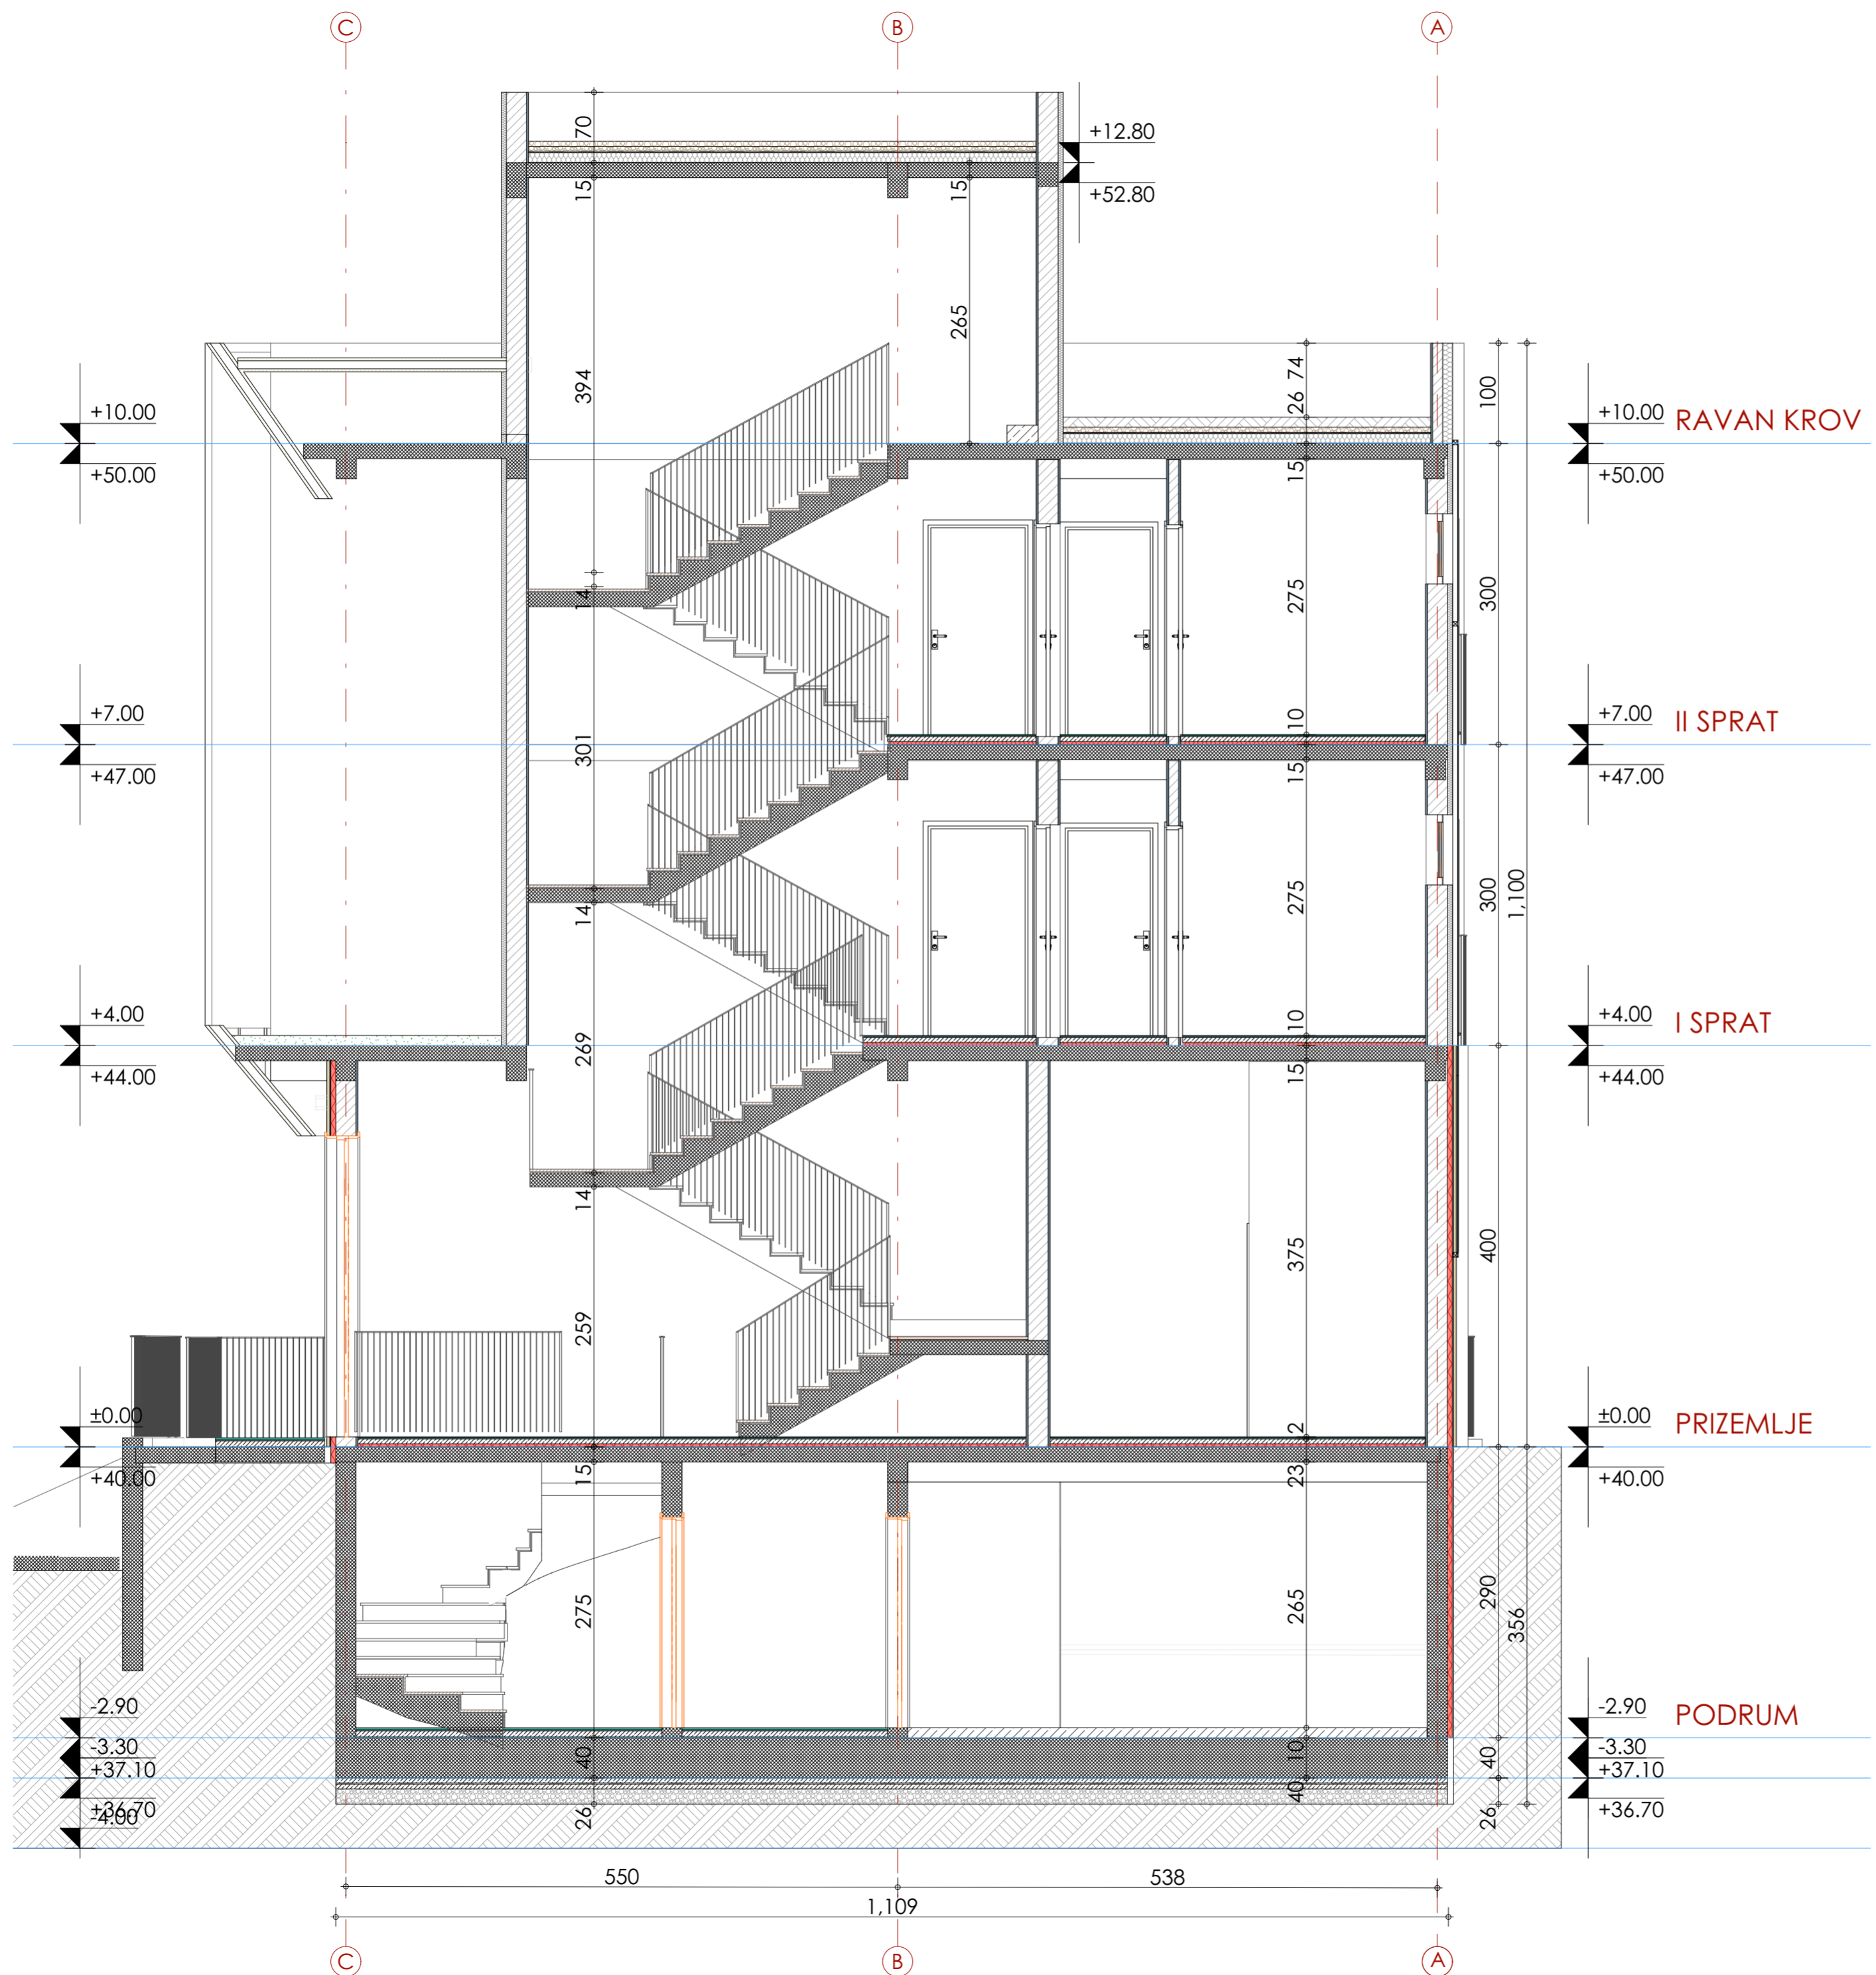 C B A
70
+12.80
15 15
+52.80
265
394
26 74
100
+10.00 +10.00 RAVAN KROV
+50.00 15 +50.00
14 275 300
+7.00 10 +7.00 II SPRAT
301
+47.00 15 +47.00
14 275 300 1,100
+4.00 10 +4.00 I SPRAT
269
+44.00 15 +44.00
14
375 400
259
±0.00 2 ±0.00 PRIZEMLJE
+40.00 15 23 +40.00
275 265 290 356
-2.90 -2.90 PODRUM
-3.30 40 10 40 -3.30
+37.10 +37.10
+36.70 26 40 26 +36.70
-4.00
550 538
1,109
C B A